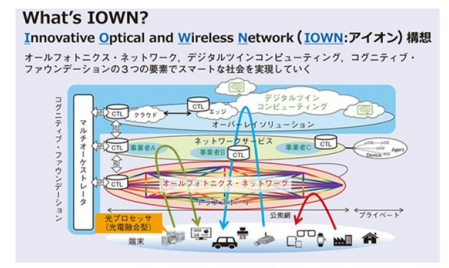 What's IOWN?
Innovative Optical and Wireless Network (IOWN:アイオン) 構想
オールフォトニクス・ネットワーク, デジタルツインコンピューティング, コグニティブ・
ファウンデーションの3つの要素でスマートな社会を実現していく
デジタルツイン
コンピューティング
CTL
クラウド
CTL
エッジ
オーバーレイソリューション
コグニティブ・ファウンデーション
マルチオーケストレータ
ネットワークサービス
CTL
事業者A
事業者B
CTL
事業者C
CTL
Device
Agent
CTL
オールフォトニクス・ネットワーク
光プロセッサ
(光電融合型)
公衆網
プライベート
端末